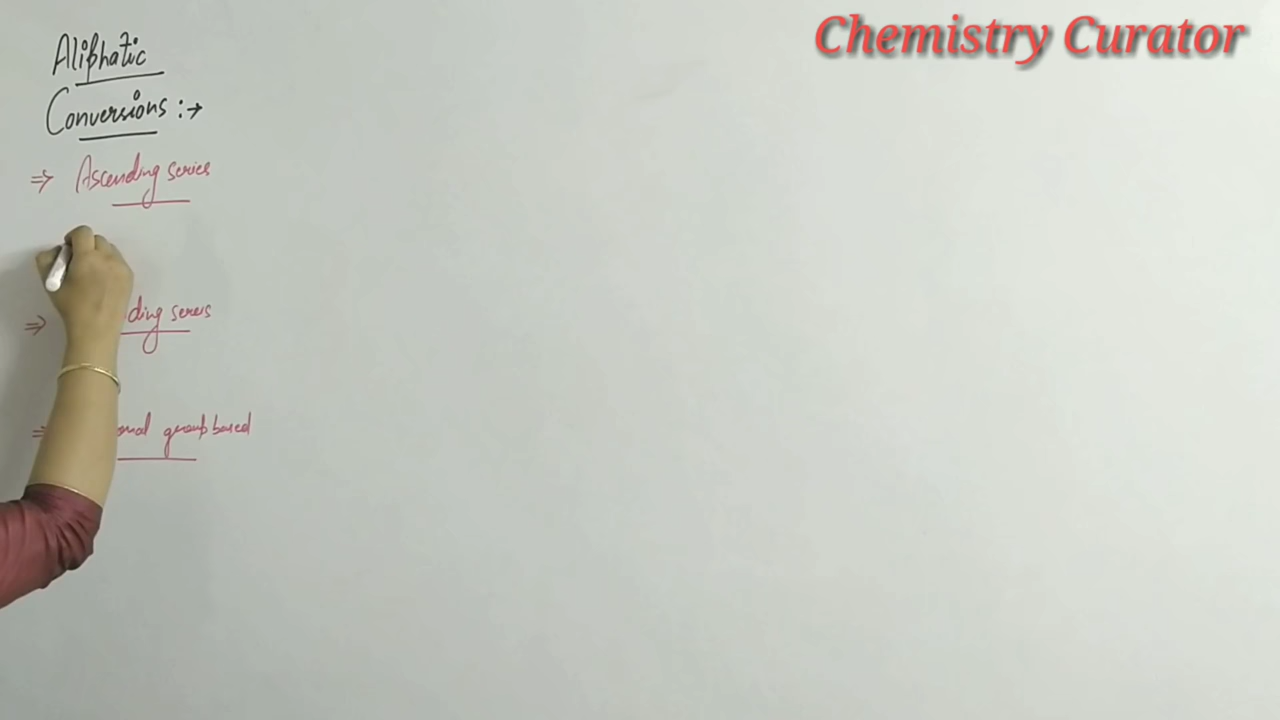 Chemistry Curator
Aliphatic
Conversions :→
⇒ Ascending series
⇒ ding series
⇒ onal group based